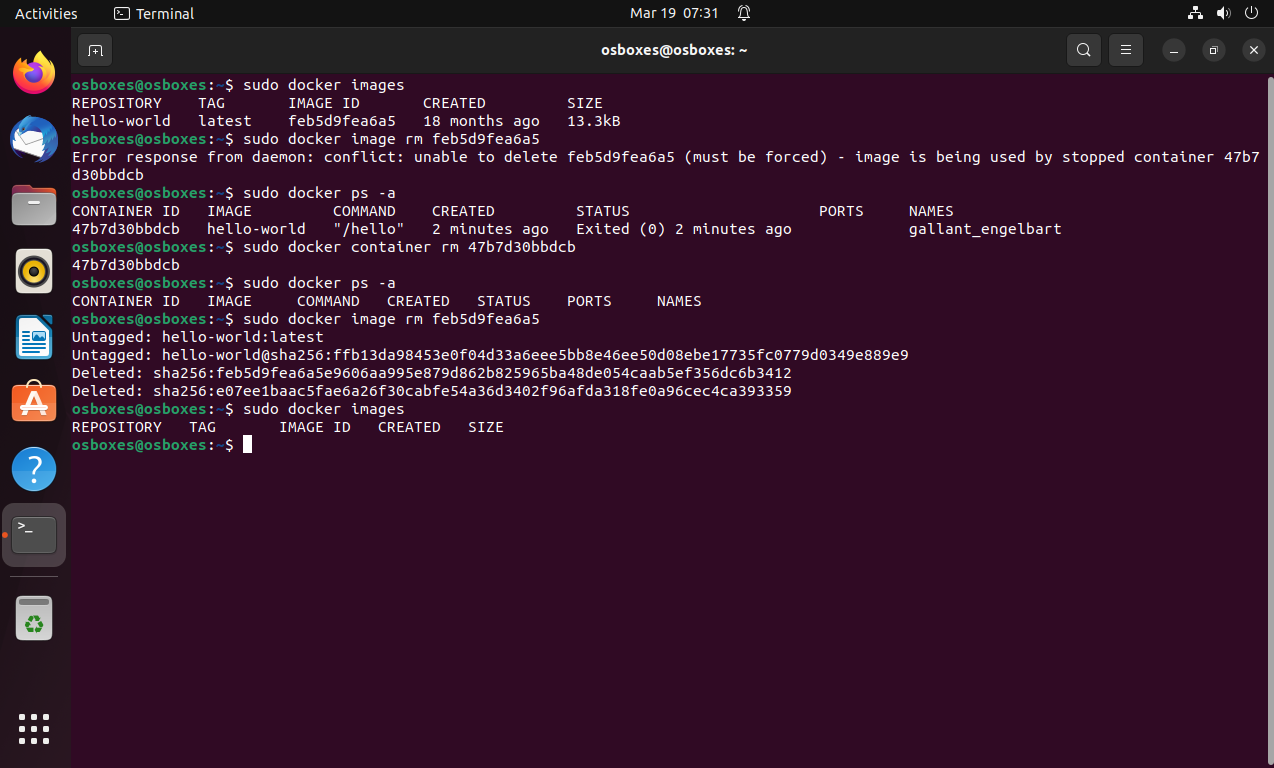 Activities Terminal Mar 19 07:31
osboxes@osboxes: ~
osboxes@osboxes:~$ sudo docker images
REPOSITORY TAG IMAGE ID CREATED SIZE
hello-world latest feb5d9fea6a5 18 months ago 13.3kB
osboxes@osboxes:~$ sudo docker image rm feb5d9fea6a5
Error response from daemon: conflict: unable to delete feb5d9fea6a5 (must be forced) - image is being used by stopped container 47b7
d30bbdcb
osboxes@osboxes:~$ sudo docker ps -a
CONTAINER ID IMAGE COMMAND CREATED STATUS PORTS NAMES
47b7d30bbdcb hello-world "/hello" 2 minutes ago Exited (0) 2 minutes ago gallant_engelbart
osboxes@osboxes:~$ sudo docker container rm 47b7d30bbdcb
47b7d30bbdcb
osboxes@osboxes:~$ sudo docker ps -a
CONTAINER ID IMAGE COMMAND CREATED STATUS PORTS NAMES
osboxes@osboxes:~$ sudo docker image rm feb5d9fea6a5
Untagged: hello-world:latest
Untagged: hello-world@sha256:ffb13da98453e0f04d33a6eee5bb8e46ee50d08ebe17735fc0779d0349e889e9
Deleted: sha256:feb5d9fea6a5e9606aa995e879d862b825965ba48de054caab5ef356dc6b3412
Deleted: sha256:e07ee1baac5fae6a26f30cabfe54a36d3402f96afda318fe0a96cec4ca393359
osboxes@osboxes:~$ sudo docker images
REPOSITORY TAG IMAGE ID CREATED SIZE
osboxes@osboxes:~$